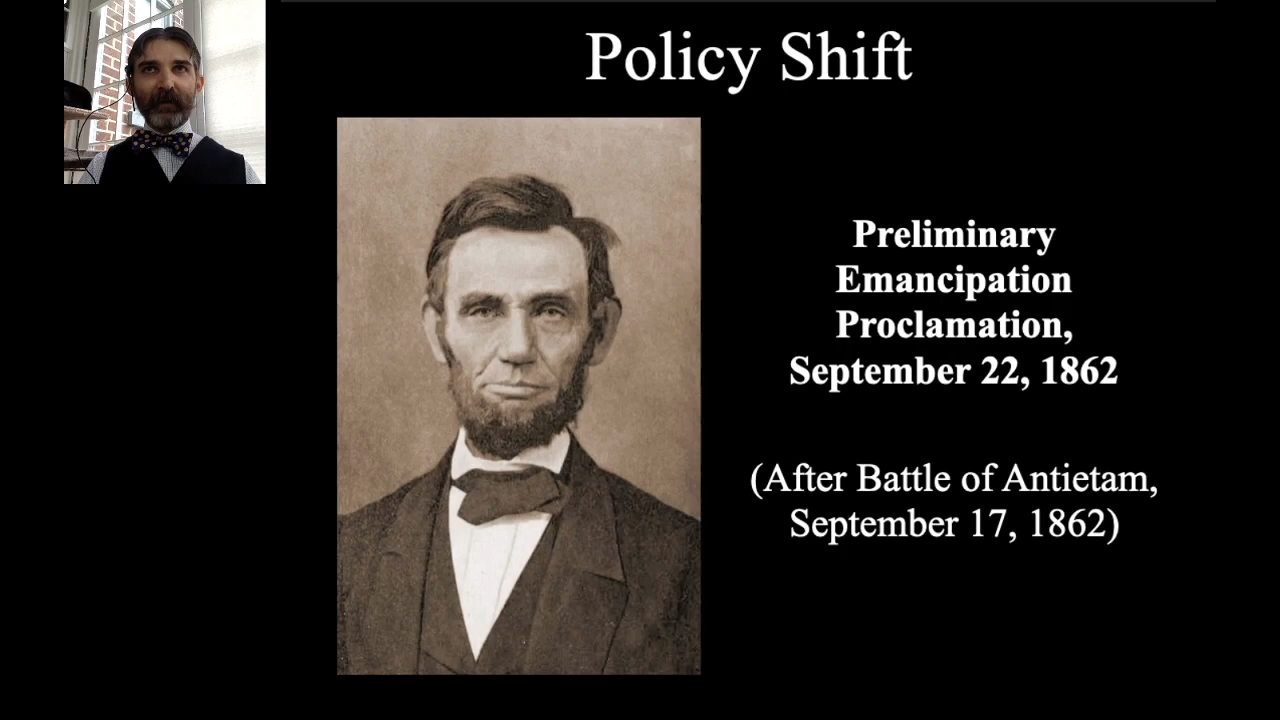 Policy Shift
Preliminary
Emancipation
Proclamation,
September 22, 1862
(After Battle of Antietam,
September 17, 1862)